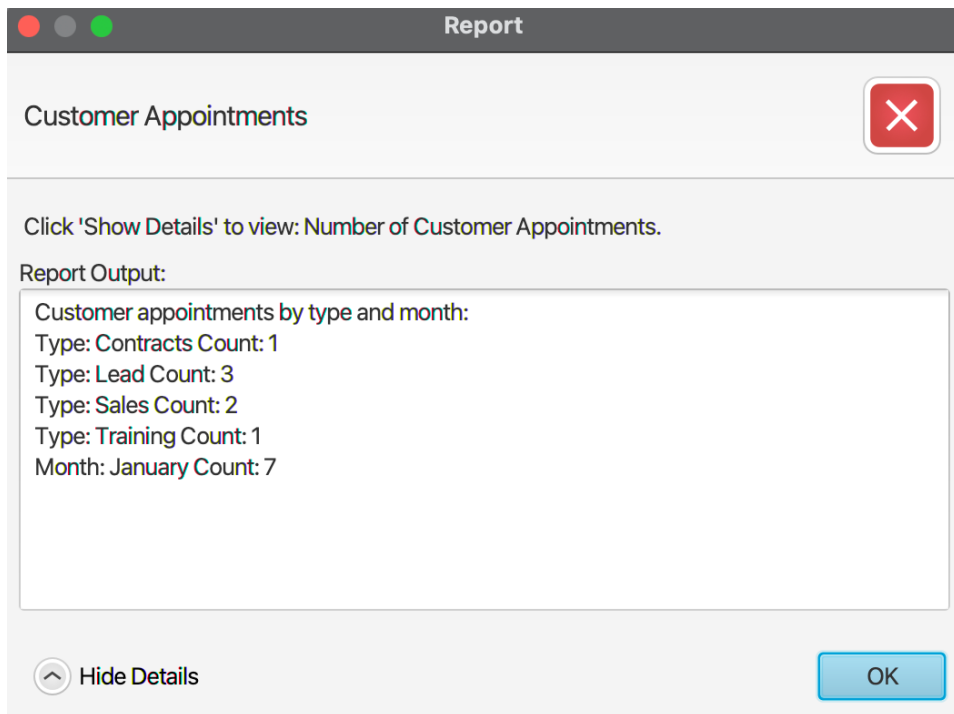 Report
Customer Appointments
Click 'Show Details' to view: Number of Customer Appointments.
Report Output:
Customer appointments by type and month:
Type: Contracts Count: 1
Type: Lead Count: 3
Type: Sales Count: 2
Type: Training Count: 1
Month: January Count: 7
Hide Details
OK